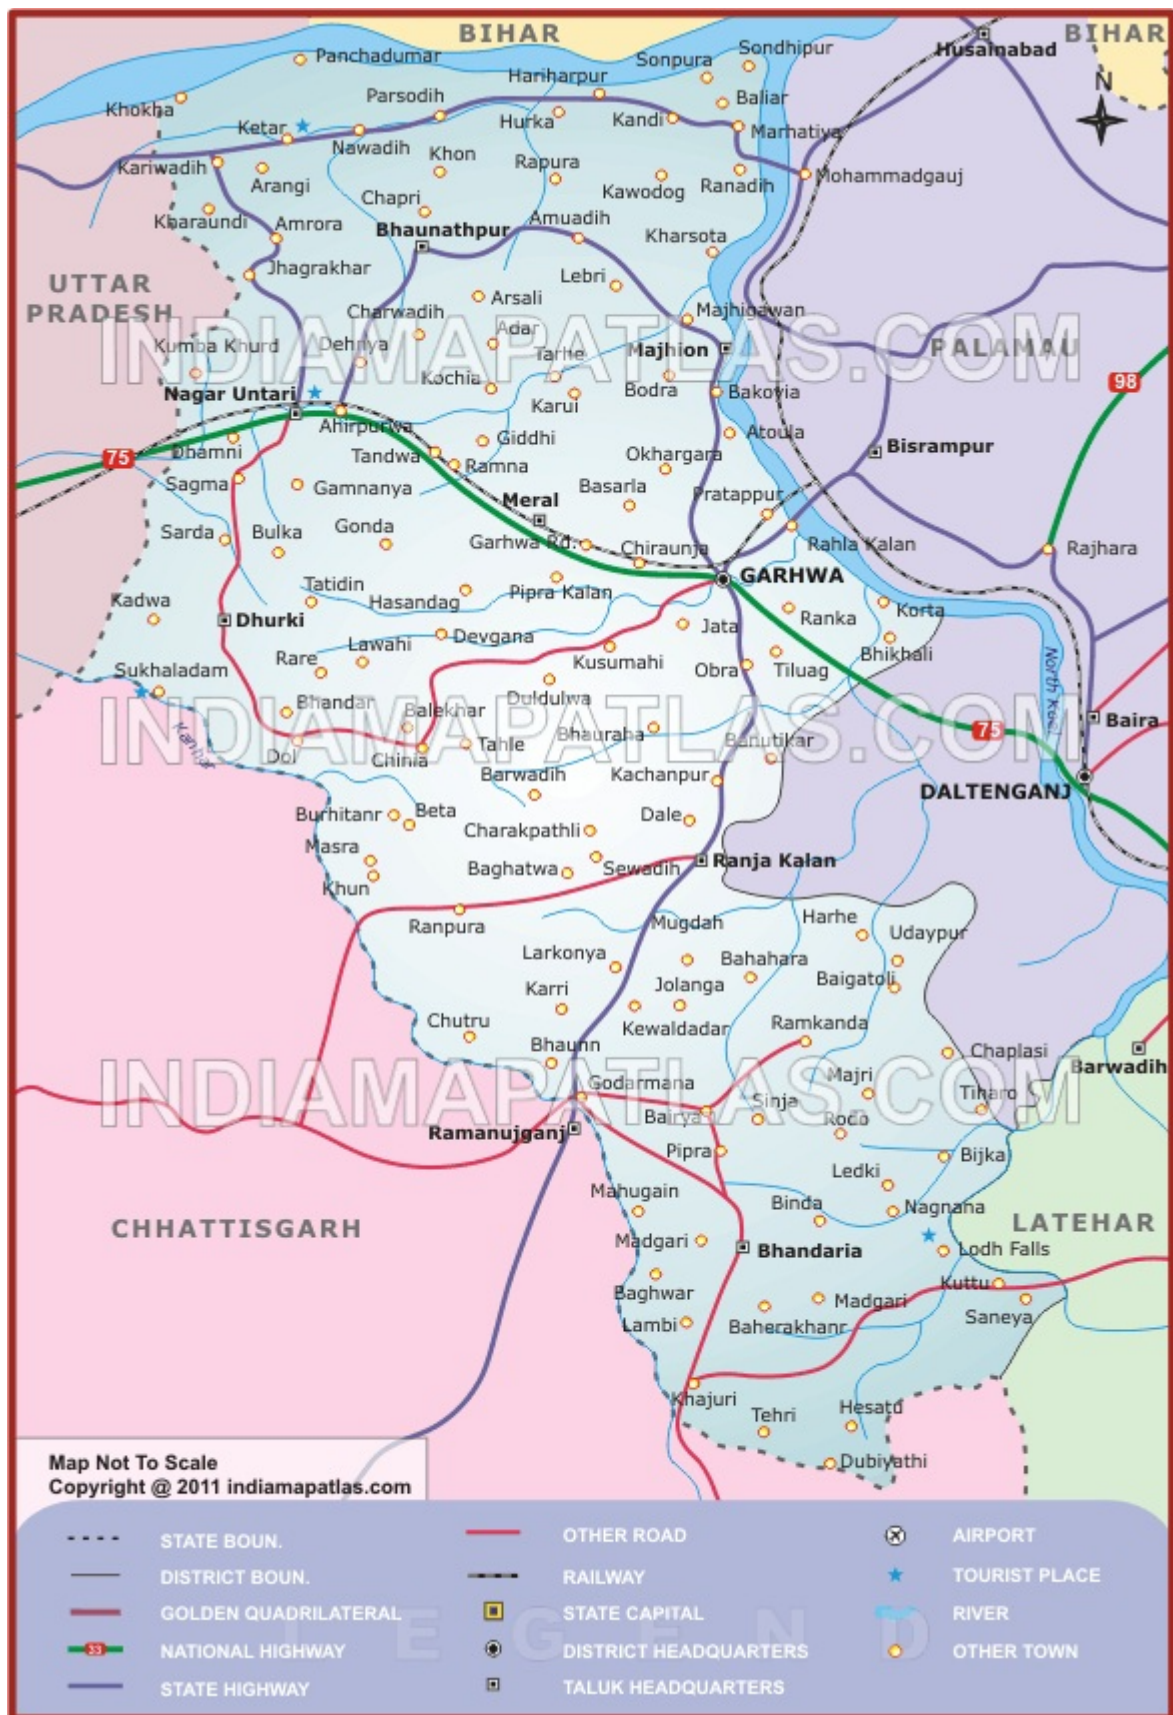 BIHAR
BIHAR
Husainabad
N
Panchadumar
Sonpura
Sondhipur
Hariharpur
Khokha
Parsodih
Baliar
Ketar
Hurka
Kandi
Marhatiya
Nawadih
Kariwadih
Khon
Rapura
Arangi
Kawodog
Ranadih
Mohammadgauj
Chapri
Kharaundi
Amrora
Bhaunathpur
Amuadih
Kharsota
Jhagrakhar
Lebri
UTTAR
PRADESH
Arsali
Charwadih
Adar
Majhigawan
INDIAMAPATLAS.COM
Kumba Khurd
Dehnya
Tarhe
Majhion
PALAMAU
Kochia
Bodra
98
Nagar Untari
Karui
Bakoyia
Ahirpurwa
Giddhi
Atoula
Dhamni
Tandwa
Bisrampur
75
Ramna
Okhargara
Sagma
Gamnanya
Basarla
Pratappur
Meral
Sarda
Bulka
Gonda
Garhwa Rd.
Chiraunja
Rahla Kalan
Rajhara
GARHWA
Tatidin
Hasandag
Pipra Kalan
Kadwa
Ranka
Korta
Dhurki
Devgana
Jata
Lawahi
Bhikhali
Rare
Kusumahi
Obra
Tiluag
Sukhaladam
North Koel
Bhandar
Duldulwa
INDIAMAPATLAS.COM
Balekhar
Baira
Kanhar
Bhauraha
75
Dol
Chinia
Tahle
Banutikar
Barwadih
Kachanpur
DALTENGANJ
Burhitanr
Beta
Dale
Charakpathli
Masra
Baghatwa
Sewadih
Ranja Kalan
Khun
Ranpura
Mugdah
Harhe
Udaypur
Larkonya
Bahahara
Baigatoli
Karri
Jolanga
Chutru
Kewaldadar
Ramkanda
Bhaunn
Chaplasi
INDIAMAPATLAS.COM
Barwadih
Godarmana
Majri
Tiharo
Bairya
Sinja
Rodo
Ramanujganj
Pipra
Bijka
Ledki
Mahugain
Binda
Nagnana
CHHATTISGARH
LATEHAR
Madgari
Bhandaria
Lodh Falls
Kuttu
Baghwar
Madgari
Saneya
Lambi
Baherakhanr
Khajuri
Tehri
Hesatu
Dubiyathi
Map Not To Scale
Copyright @ 2011 indiamapatlas.com
LEGEND
STATE BOUN.
OTHER ROAD
AIRPORT
DISTRICT BOUN.
RAILWAY
TOURIST PLACE
GOLDEN QUADRILATERAL
STATE CAPITAL
RIVER
33
NATIONAL HIGHWAY
DISTRICT HEADQUARTERS
OTHER TOWN
STATE HIGHWAY
TALUK HEADQUARTERS